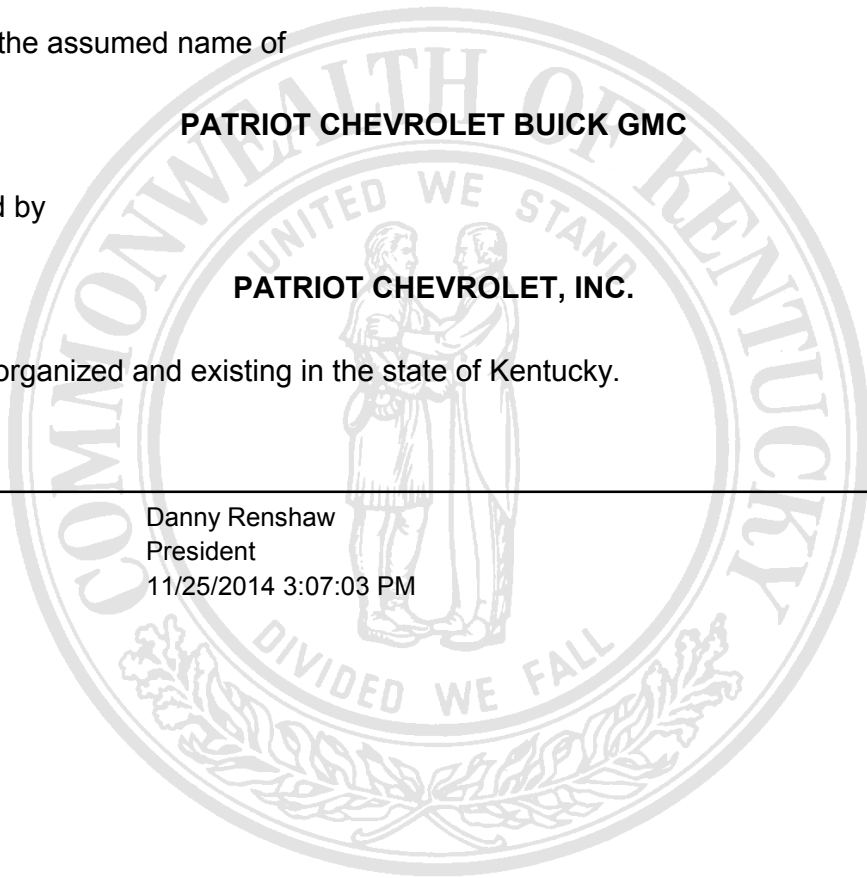 the assumed name of
PATRIOT CHEVROLET BUICK GMC
d by
PATRIOT CHEVROLET, INC.
organized and existing in the state of Kentucky.
Danny Renshaw
President
11/25/2014 3:07:03 PM
COMMONWEALTH OF KENTUCKY
UNITED WE STAND
DIVIDED WE FALL